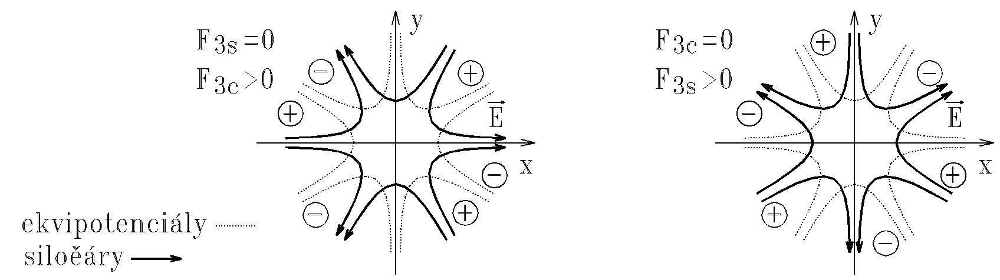 F3s=0
F3c>0
y
+
−
+
−
+
−
E
x
F3c=0
F3s>0
y
+
−
−
+
+
−
E
x
ekvipotenciály
siločáry